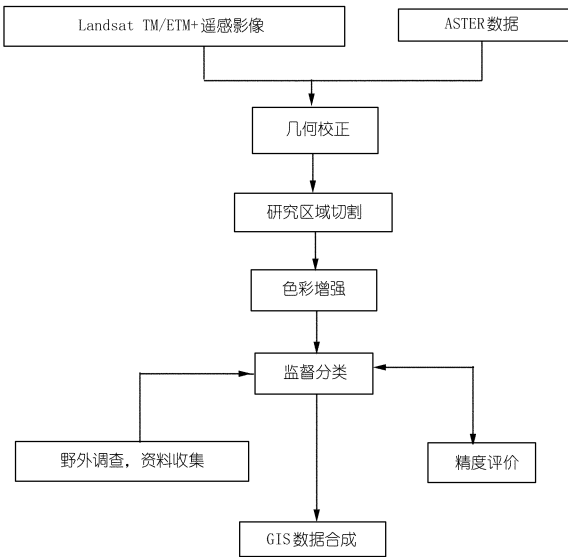 Landsat TM/ETM+遥感影像
ASTER数据
几何校正
研究区域切割
色彩增强
监督分类
野外调查，资料收集
精度评价
GIS数据合成